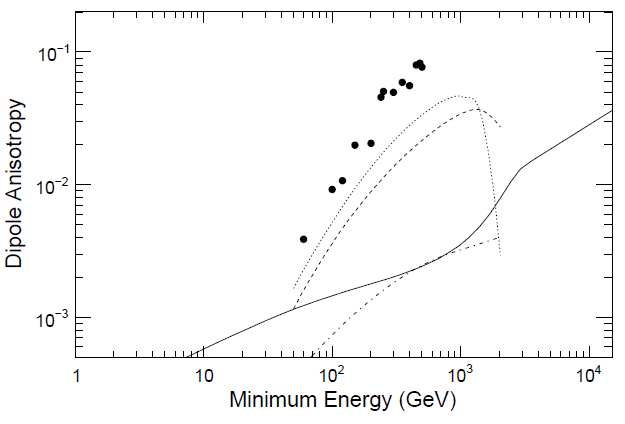 Dipole Anisotropy
10⁻¹
10⁻²
10⁻³
1 10 10² 10³ 10⁴
Minimum Energy (GeV)